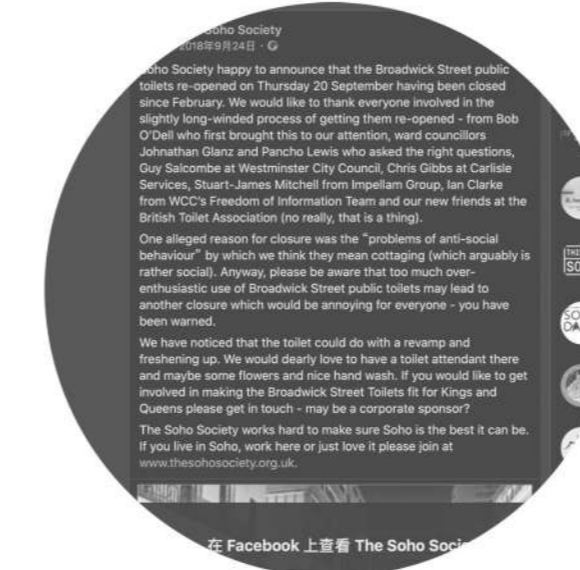 Soho Society
2018年9月24日 ·
Soho Society happy to announce that the Broadwick Street public
toilets re-opened on Thursday 20 September having been closed
since February. We would like to thank everyone involved in the
slightly long-winded process of getting them re-opened - from Bob
O'Dell who first brought this to our attention, ward councillors
Johnathan Glanz and Pancho Lewis who asked the right questions,
Guy Salcombe at Westminster City Council, Chris Gibbs at Carlisle
Services, Stuart-James Mitchell from Impellam Group, Ian Clarke
from WCC's Freedom of Information Team and our new friends at the
British Toilet Association (no really, that is a thing).
One alleged reason for closure was the "problems of anti-social
behaviour" by which we think they mean cottaging (which arguably is
rather social). Anyway, please be aware that too much over-
enthusiastic use of Broadwick Street public toilets may lead to
another closure which would be annoying for everyone - you have
been warned.
We have noticed that the toilet could do with a revamp and
freshening up. We would dearly love to have a toilet attendant there
and maybe some flowers and nice hand wash. If you would like to get
involved in making the Broadwick Street Toilets fit for Kings and
Queens please get in touch - may be a corporate sponsor?
The Soho Society works hard to make sure Soho is the best it can be.
If you live in Soho, work here or just love it please join at
www.thesohosociety.org.uk.
在 Facebook 上查看 The Soho Soci